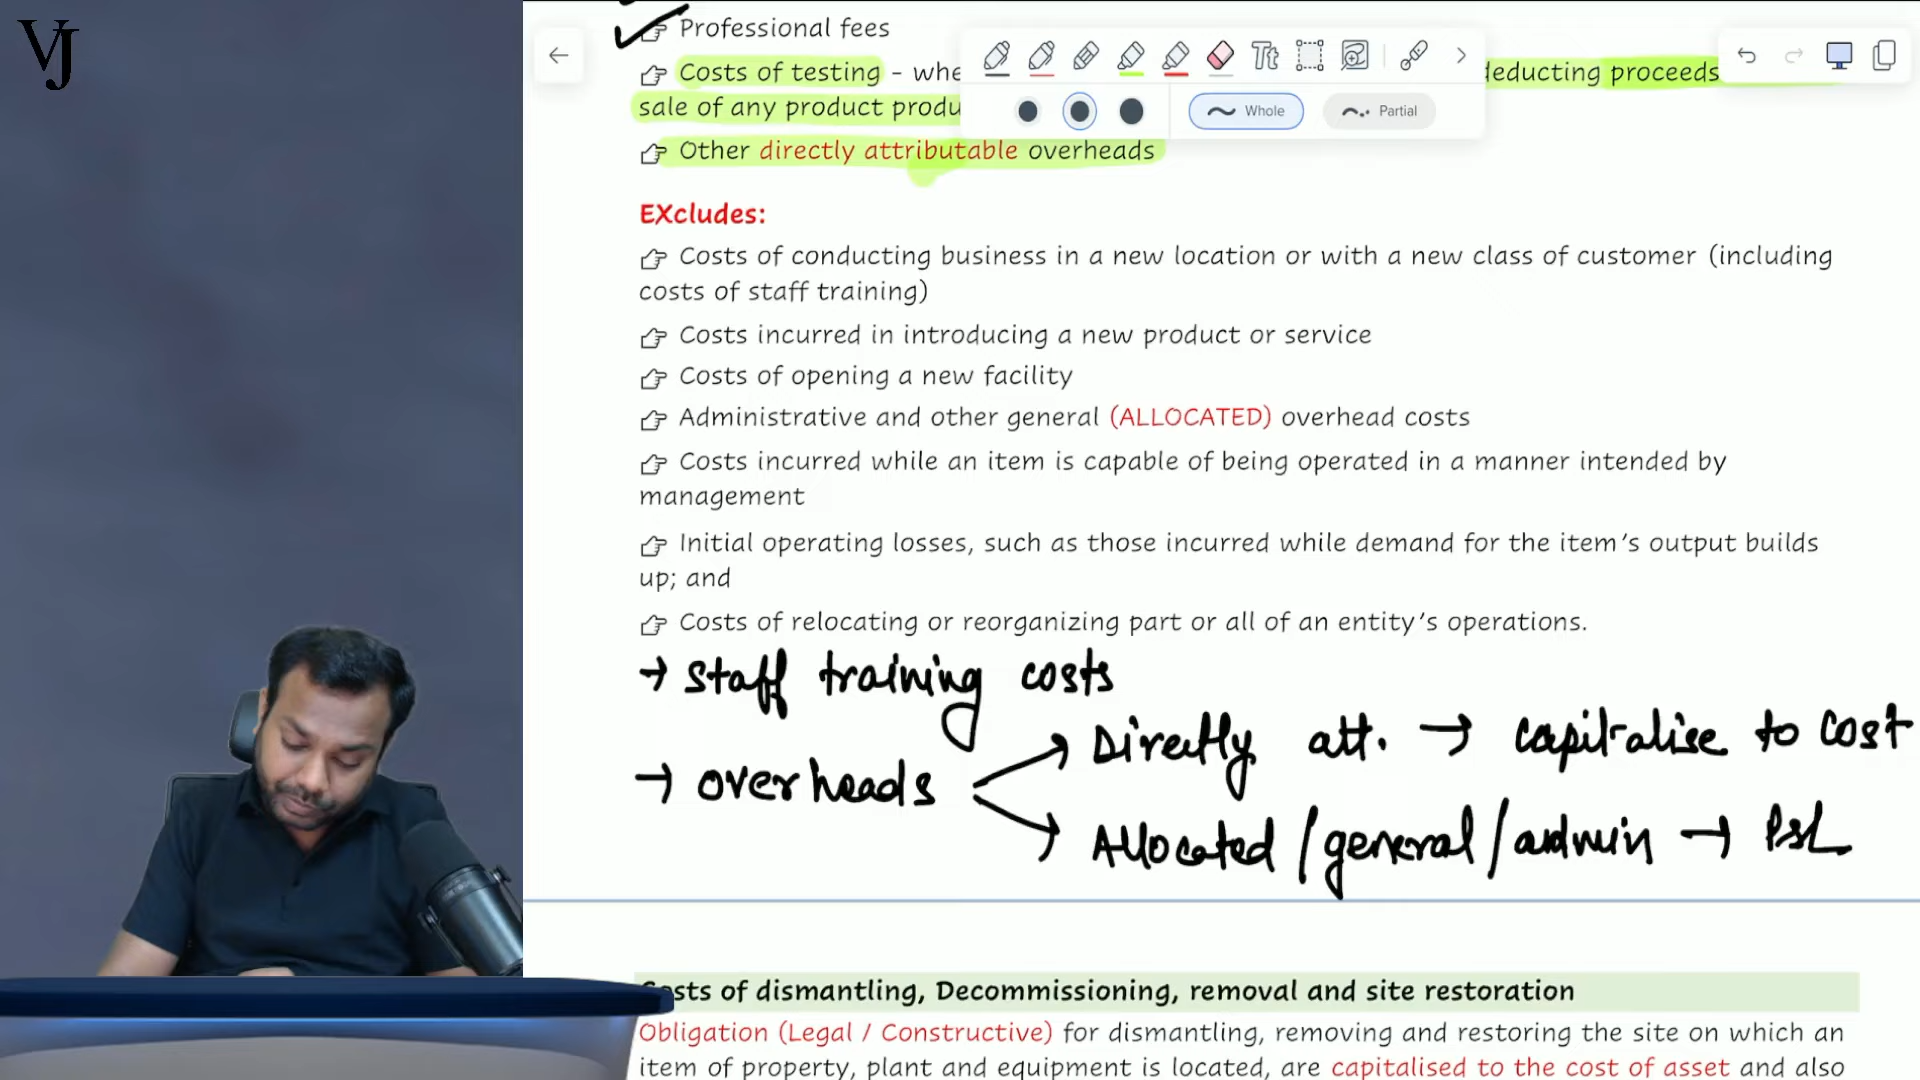 VJ
Professional fees
Costs of testing - whe
deducting proceeds
sale of any product produ
Tt
Whole
Partial
Other directly attributable overheads
EXcludes:
Costs of conducting business in a new location or with a new class of customer (including
costs of staff training)
Costs incurred in introducing a new product or service
Costs of opening a new facility
Administrative and other general (ALLOCATED) overhead costs
Costs incurred while an item is capable of being operated in a manner intended by
management
Initial operating losses, such as those incurred while demand for the item's output builds
up; and
Costs of relocating or reorganizing part or all of an entity's operations.
→ Staff training costs
→ overheads
→ Directly att. → capitalise to cost
→ Allocated / general / admin → P&L
Costs of dismantling, Decommissioning, removal and site restoration
Obligation (Legal / Constructive) for dismantling, removing and restoring the site on which an
item of property, plant and equipment is located, are capitalised to the cost of asset and also